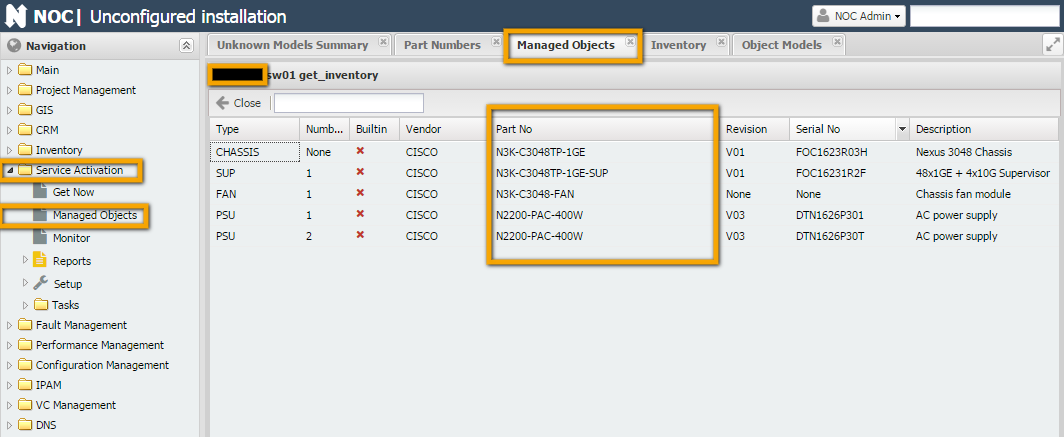 NOC| Unconfigured installation
NOC Admin
Navigation
Main
Project Management
GIS
CRM
Inventory
Service Activation
Get Now
Managed Objects
Monitor
Reports
Setup
Tasks
Fault Management
Performance Management
Configuration Management
IPAM
VC Management
DNS
Unknown Models Summary Part Numbers Managed Objects Inventory Object Models
sw01 get_inventory
Close
Type Numb... Builtin Vendor Part No Revision Serial No Description
CHASSIS None CISCO N3K-C3048TP-1GE V01 FOC1623R03H Nexus 3048 Chassis
SUP 1 CISCO N3K-C3048TP-1GE-SUP V01 FOC16231R2F 48x1GE + 4x10G Supervisor
FAN 1 CISCO N3K-C3048-FAN None None Chassis fan module
PSU 1 CISCO N2200-PAC-400W V03 DTN1626P301 AC power supply
PSU 2 CISCO N2200-PAC-400W V03 DTN1626P30T AC power supply